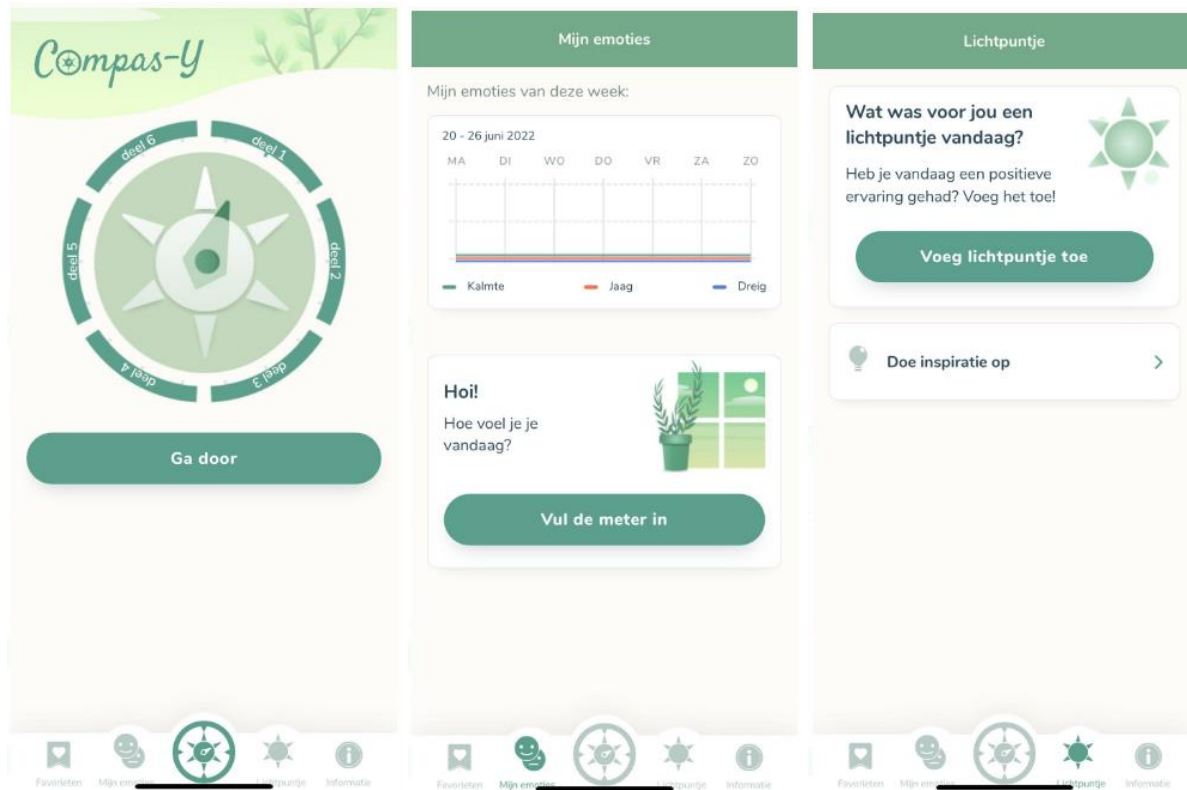 Compas-Y
deel 6
deel 1
deel 5
deel 2
deel 4
deel 3
Ga door
Favorieten Mijn emoties Lichtpuntje Informatie
Mijn emoties
Mijn emoties van deze week:
20 - 26 juni 2022
MA DI WO DO VR ZA ZO
Kalmte Jaag Dreig
Hoi!
Hoe voel je je
vandaag?
Vul de meter in
Favorieten Mijn emoties Lichtpuntje Informatie
Lichtpuntje
Wat was voor jou een
lichtpuntje vandaag?
Heb je vandaag een positieve
ervaring gehad? Voeg het toe!
Voeg lichtpuntje toe
Doe inspiratie op
Favorieten Mijn emoties Lichtpuntje Informatie